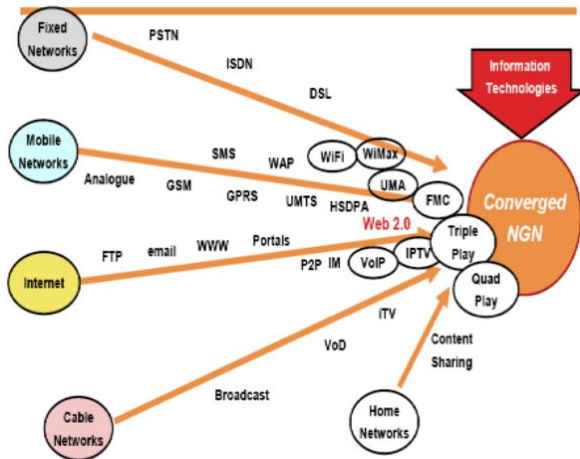 Fixed
Networks
PSTN
ISDN
DSL
Information
Technologies
Mobile
Networks
SMS
WAP
WiFi
WiMax
UMA
FMC
Analogue
GSM
GPRS
UMTS
HSDPA
Converged
NGN
Web 2.0
Triple
Play
Internet
FTP
email
WWW
Portals
P2P
IM
VoIP
IPTV
Quad
Play
iTV
VoD
Broadcast
Content
Sharing
Cable
Networks
Home
Networks